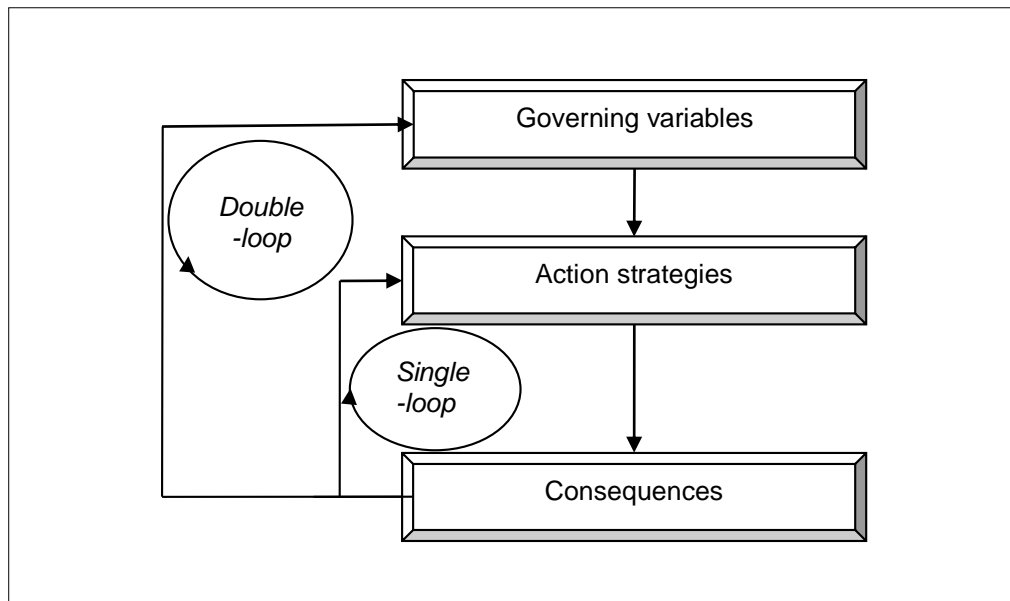 Governing variables
Double
-loop
Action strategies
Single
-loop
Consequences